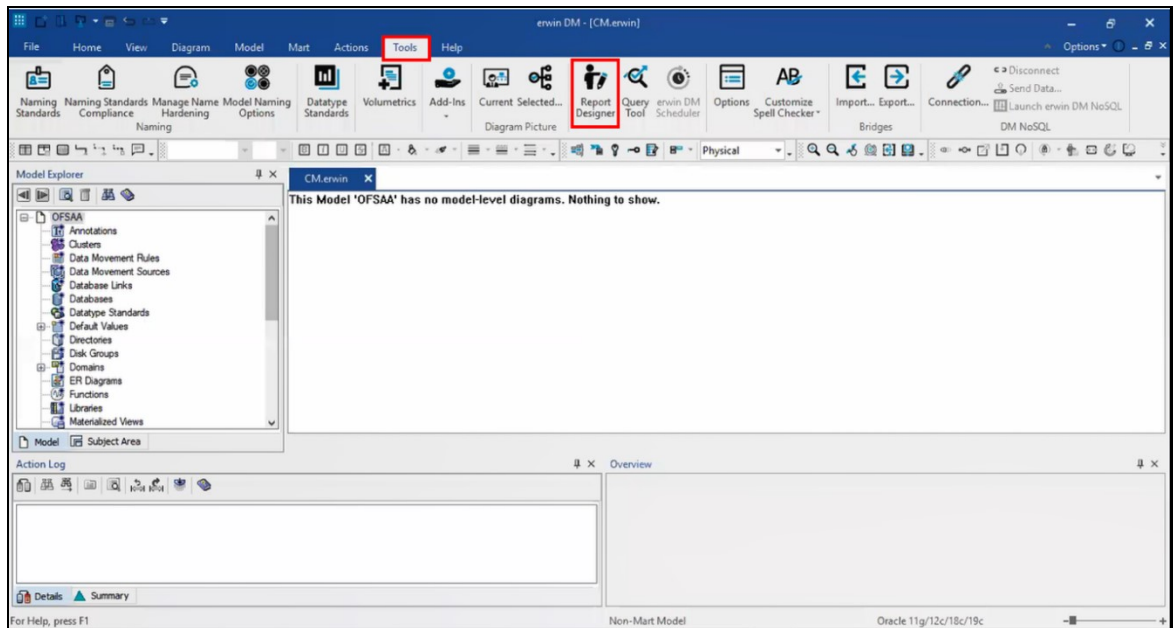 erwin DM - [CM.erwin]
File Home View Diagram Model Mart Actions Tools Help Options
Naming Standards
Naming Standards Compliance
Manage Name Hardening
Model Naming Options
Naming
Datatype Standards
Volumetrics
Add-Ins
Current Selected...
Diagram Picture
Report Designer
Query Tool
erwin DM Scheduler
Options
AB
Customize Spell Checker
Import... Export...
Bridges
Connection...
Disconnect
Send Data...
Launch erwin DM NoSQL
DM NoSQL
Physical
Model Explorer
CM.erwin
This Model 'OFSAA' has no model-level diagrams. Nothing to show.
OFSAA
Annotations
Clusters
Data Movement Rules
Data Movement Sources
Database Links
Databases
Datatype Standards
Default Values
Directories
Disk Groups
Domains
ER Diagrams
Functions
Libraries
Materialized Views
Model Subject Area
Action Log
Overview
Details Summary
For Help, press F1
Non-Mart Model
Oracle 11g/12c/18c/19c